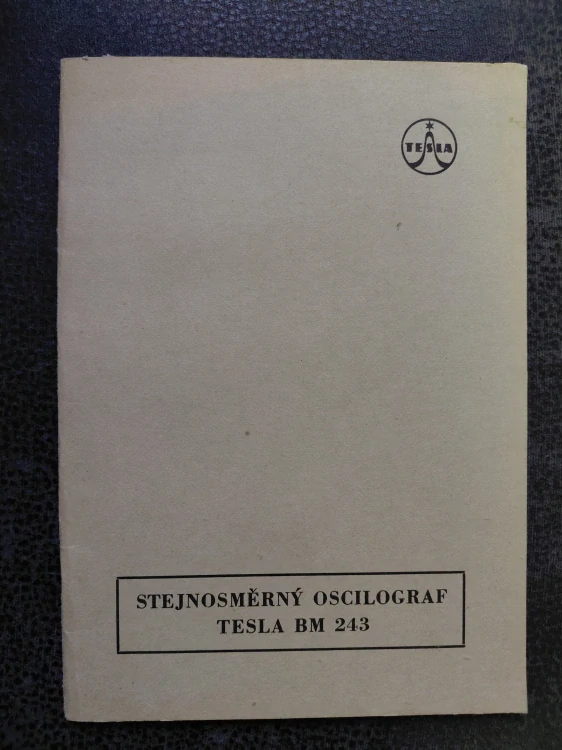 TESLA
STEJNOSMĚRNÝ OSCILOGRAF
TESLA BM 243